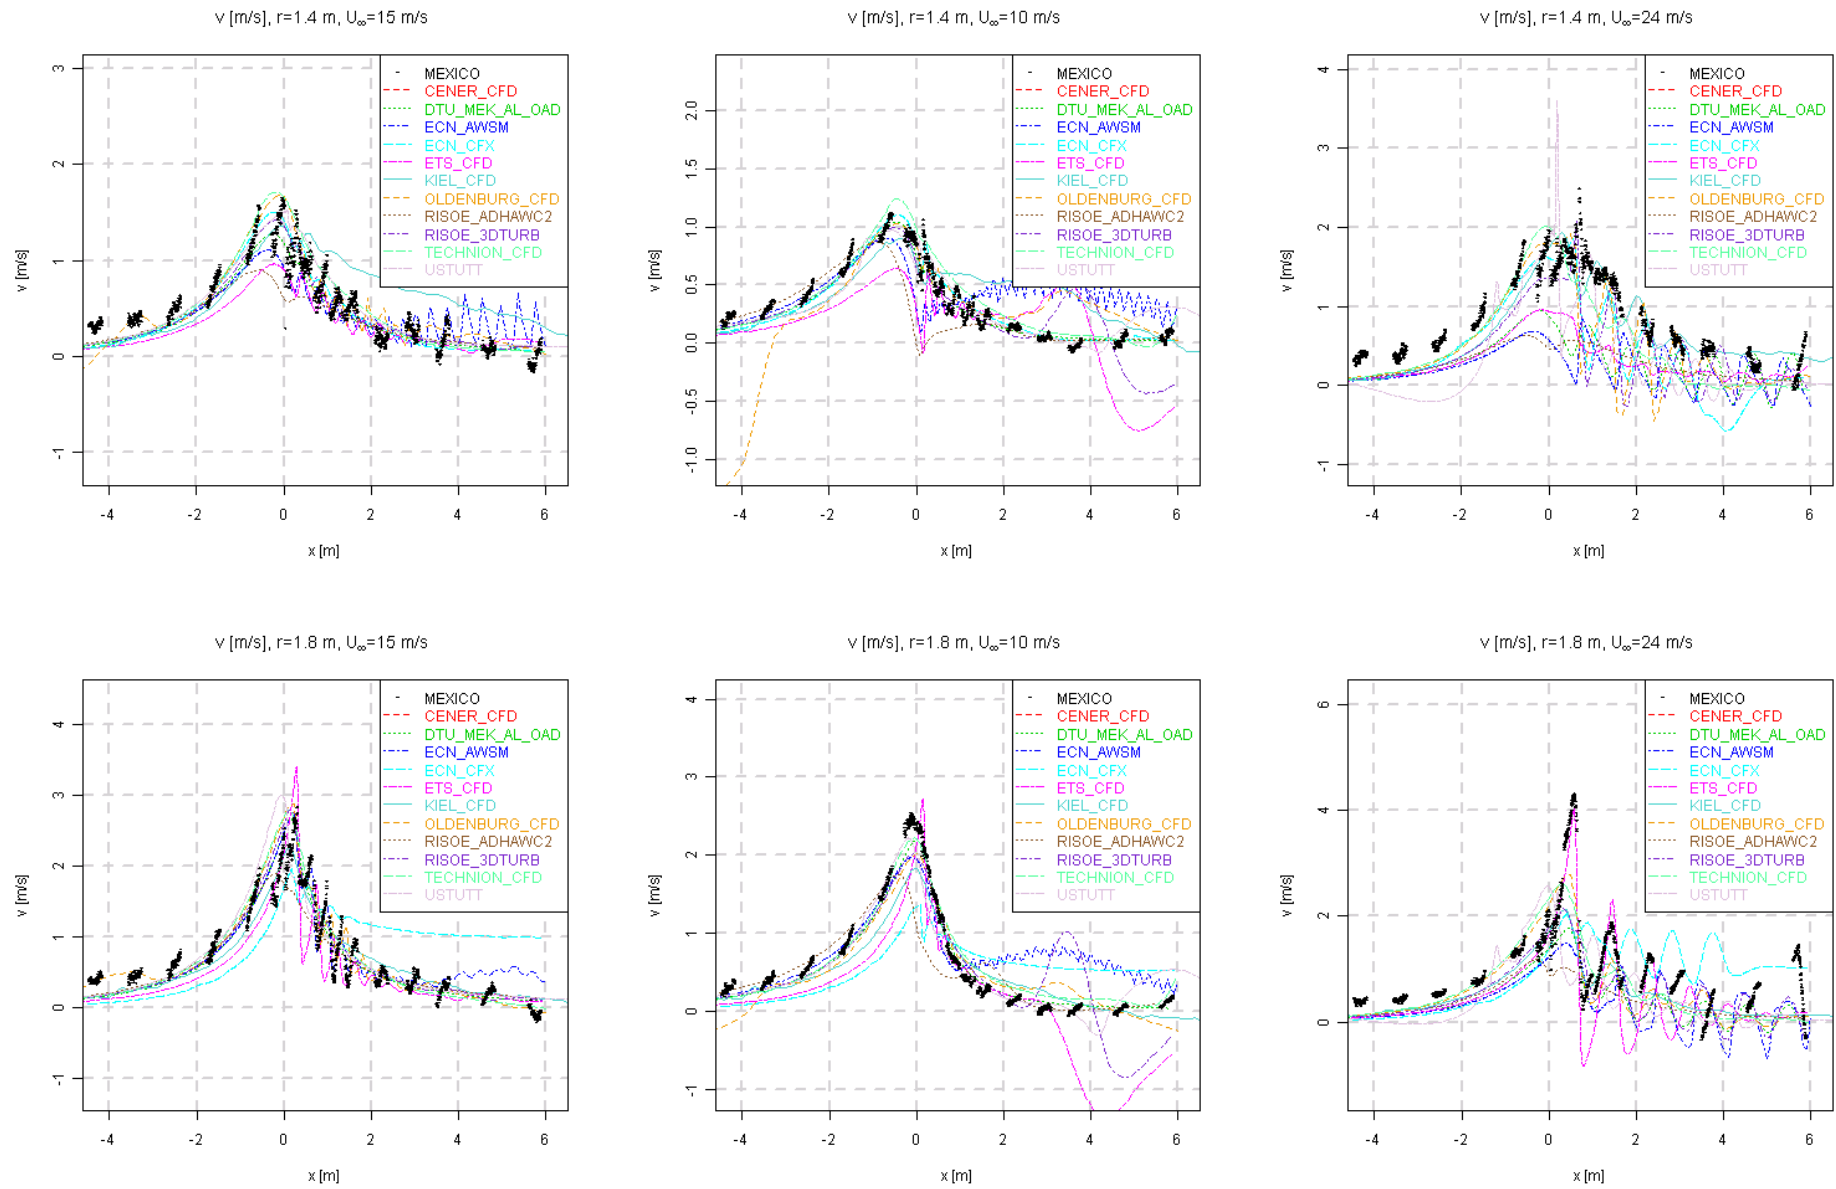 v [m/s], r=1.4 m, U∞=15 m/s
3
2
1
0
-1
v [m/s]
-4
-2
0
2
4
6
x [m]
MEXICO
CENER_CFD
DTU_MEK_AL_OAD
ECN_AWSM
ECN_CFX
ETS_CFD
KIEL_CFD
OLDENBURG_CFD
RISOE_ADHAWC2
RISOE_3DTURB
TECHNION_CFD
USTUTT
v [m/s], r=1.4 m, U∞=10 m/s
2.0
1.5
1.0
0.5
0.0
-0.5
-1.0
v [m/s]
-4
-2
0
2
4
6
x [m]
MEXICO
CENER_CFD
DTU_MEK_AL_OAD
ECN_AWSM
ECN_CFX
ETS_CFD
KIEL_CFD
OLDENBURG_CFD
RISOE_ADHAWC2
RISOE_3DTURB
TECHNION_CFD
USTUTT
v [m/s], r=1.4 m, U∞=24 m/s
4
3
2
1
0
-1
v [m/s]
-4
-2
0
2
4
6
x [m]
MEXICO
CENER_CFD
DTU_MEK_AL_OAD
ECN_AWSM
ECN_CFX
ETS_CFD
KIEL_CFD
OLDENBURG_CFD
RISOE_ADHAWC2
RISOE_3DTURB
TECHNION_CFD
USTUTT
v [m/s], r=1.8 m, U∞=15 m/s
4
3
2
1
0
-1
v [m/s]
-4
-2
0
2
4
6
x [m]
MEXICO
CENER_CFD
DTU_MEK_AL_OAD
ECN_AWSM
ECN_CFX
ETS_CFD
KIEL_CFD
OLDENBURG_CFD
RISOE_ADHAWC2
RISOE_3DTURB
TECHNION_CFD
USTUTT
v [m/s], r=1.8 m, U∞=10 m/s
4
3
2
1
0
-1
v [m/s]
-4
-2
0
2
4
6
x [m]
MEXICO
CENER_CFD
DTU_MEK_AL_OAD
ECN_AWSM
ECN_CFX
ETS_CFD
KIEL_CFD
OLDENBURG_CFD
RISOE_ADHAWC2
RISOE_3DTURB
TECHNION_CFD
USTUTT
v [m/s], r=1.8 m, U∞=24 m/s
6
4
2
0
v [m/s]
-4
-2
0
2
4
6
x [m]
MEXICO
CENER_CFD
DTU_MEK_AL_OAD
ECN_AWSM
ECN_CFX
ETS_CFD
KIEL_CFD
OLDENBURG_CFD
RISOE_ADHAWC2
RISOE_3DTURB
TECHNION_CFD
USTUTT